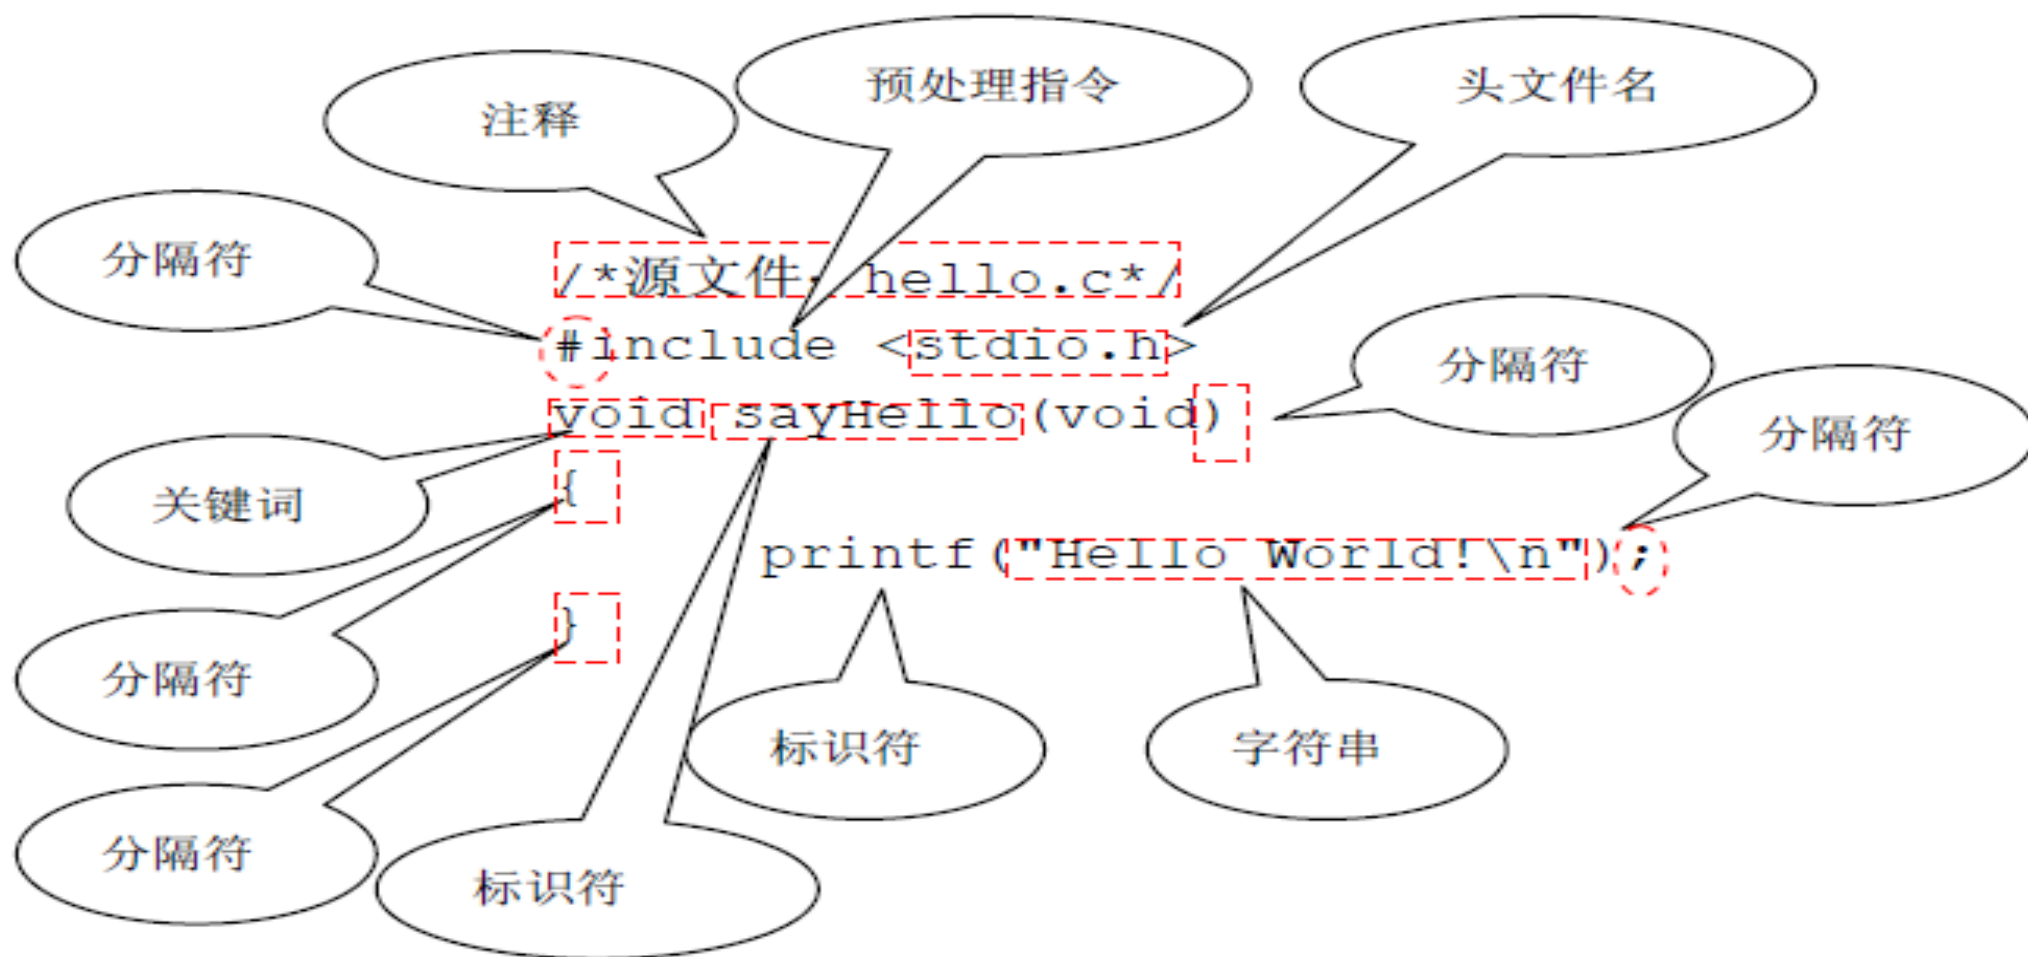 预处理指令
头文件名
注释
分隔符
/*源文件: hello.c*/
#include <stdio.h>
分隔符
void sayHello(void)
分隔符
关键词
{
printf("Hello World!\n");
}
分隔符
标识符
字符串
分隔符
标识符